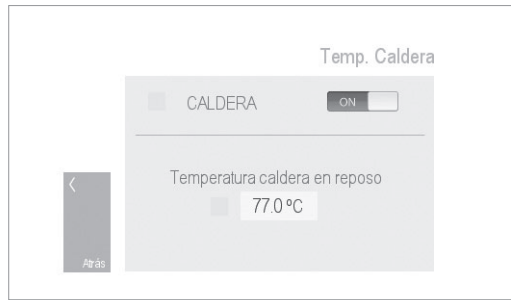 Temp. Caldera
CALDERA
ON
Temperatura caldera en reposo
77.0 ºC
Atrás